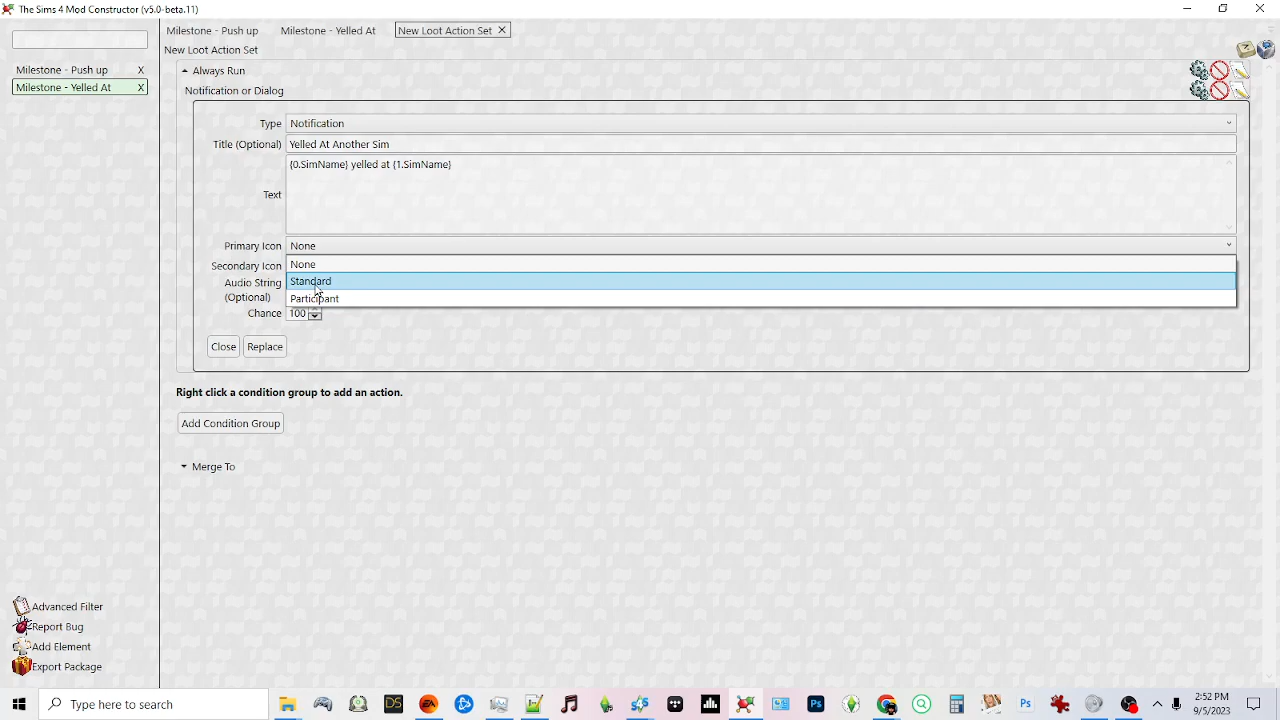 The Sims 4 Mod Constructor (v5.0-beta.11)
Milestone - Push up
Milestone - Yelled At
New Loot Action Set
New Loot Action Set
Milestone - Push up X
Milestone - Yelled At X
Always Run
Notification or Dialog
Type Notification
Title (Optional) Yelled At Another Sim
Text {0.SimName} yelled at {1.SimName}
Primary Icon None
Secondary Icon None
Audio String (Optional) Standard
Participant
Chance 100
Close Replace
Right click a condition group to add an action.
Add Condition Group
Merge To
Advanced Filter
Report Bug
Add Element
Export Package
Type here to search
DS
EA
Ps
Ps
2:52 PM
9/5/2023